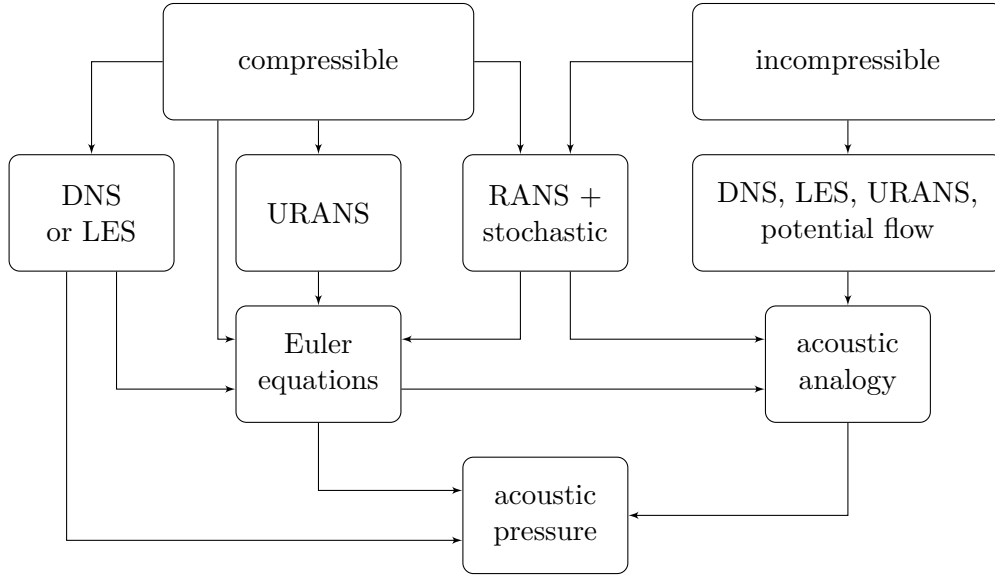 compressible
incompressible
DNS
or LES
URANS
RANS +
stochastic
DNS, LES, URANS,
potential flow
Euler
equations
acoustic
analogy
acoustic
pressure